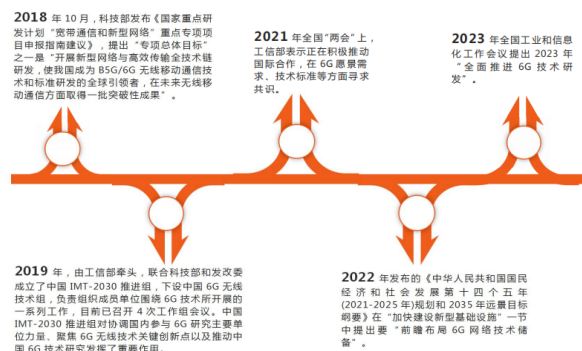 2018 年 10 月，科技部发布《国家重点研
发计划“宽带通信和新型网络”重点专项项
目申报指南建议》，提出“专项总体目标”
之一是“开展新型网络与高效传输全技术链
研发，使我国成为 B5G/6G 无线移动通信技
术和标准研发的全球引领者，在未来无线移
动通信方面取得一批突破性成果”。
2021 年全国“两会”上，
工信部表示正在积极推动
国际合作，在 6G 愿景需
求、技术标准等方面寻求
共识。
2023 年全国工业和信息
化工作会议提出 2023 年
“全面推进 6G 技术研
发”。
2019 年，由工信部牵头，联合科技部和发改委
成立了中国 IMT-2030 推进组，下设中国 6G 无线
技术组，负责组织成员单位围绕 6G 技术所开展的
一系列工作，目前已召开 4 次工作组会议。中国
IMT-2030 推进组对协调国内参与 6G 研究主要单
位力量、聚焦 6G 无线技术关键创新点以及推动中
国 6G 技术研究发挥了重要作用。
2022 年发布的《中华人民共和国国民
经济和社会发展第十四个五年
(2021-2025 年)规划和 2035 年远景目标
纲要》在“加快建设新型基础设施”一节
中提出要“前瞻布局 6G 网络技术储
备”。